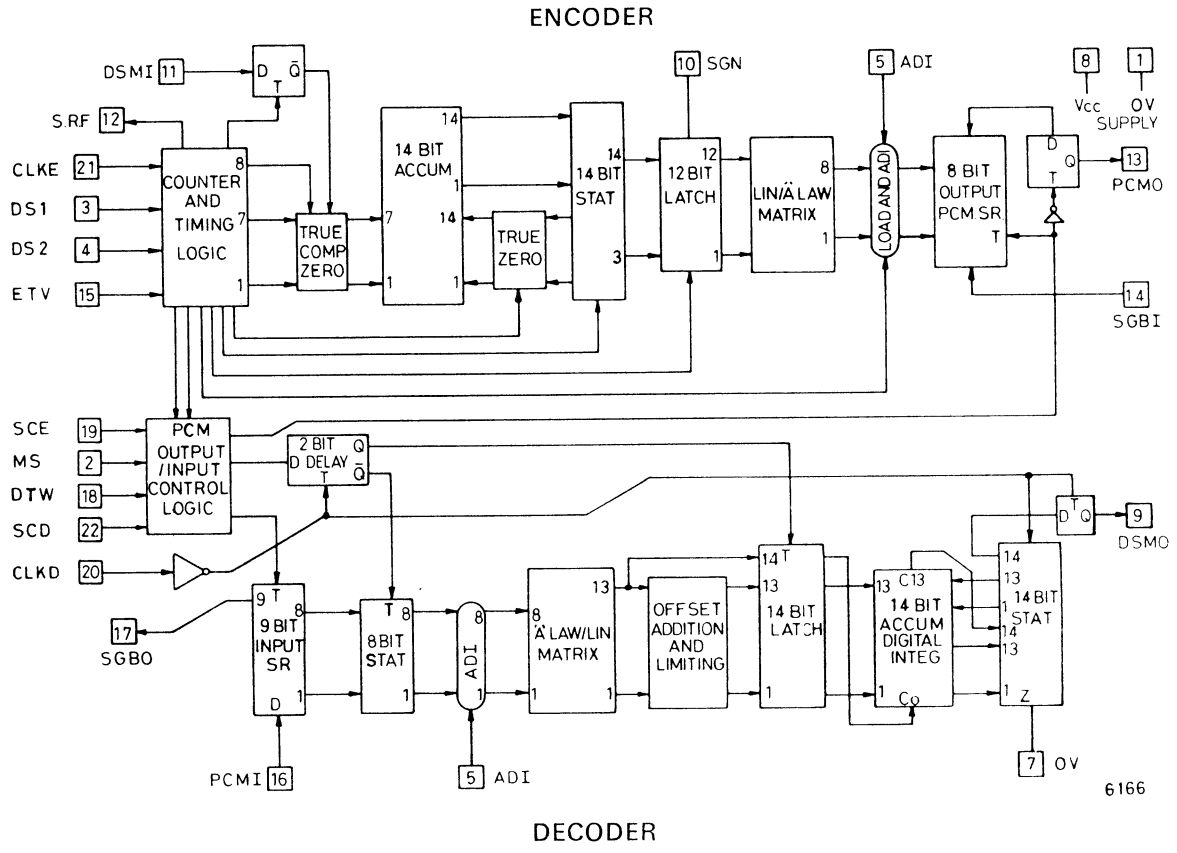 ENCODER
DSMI 11
D Q̄
T
10 SGN
5 ADI
8
Vcc
1
OV
SUPPLY
S.RF 12
CLKE 21
DS1 3
DS2 4
ETV 15
COUNTER
AND
TIMING
LOGIC
8
7
1
TRUE
COMP
ZERO
14 BIT
ACCUM
14
1
14
7
1
1
TRUE
ZERO
14 BIT
STAT
14
3
12 BIT
LATCH
12
1
LIN/Ä LAW
MATRIX
8
1
LOAD AND ADI
8 BIT
OUTPUT
PCM.SR
T
D
Q
T
13
PCMO
14
SGBI
SCE 19
MS 2
DTW 18
SCD 22
CLKD 20
PCM
OUTPUT
/INPUT
CONTROL
LOGIC
2 BIT Q
D DELAY Q̄
T
D T Q
9
DSMO
17
SGBO
9 T 8
9 BIT
INPUT
SR
1
D
PCMI 16
T 8
8 BIT
STAT
1
8
ADI
1
5 ADI
13
8
Ä LAW/LIN
MATRIX
1 1
OFFSET
ADDITION
AND
LIMITING
14 T
13
14 BIT
LATCH
1
C13
13
14 BIT
ACCUM
DIGITAL
INTEG
1
Co
14
13
14 BIT
1
STAT
14
13
1
Z
7 OV
6166
DECODER